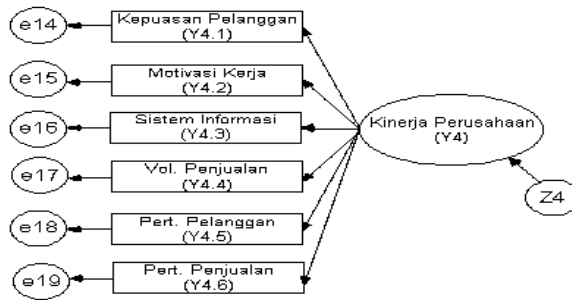 e14
Kepuasan Pelanggan
(Y4.1)
e15
Motivasi Kerja
(Y4.2)
e16
Sistem Informasi
(Y4.3)
Kinerja Perusahaan
(Y4)
e17
Vol. Penjualan
(Y4.4)
Z4
e18
Pert. Pelanggan
(Y4.5)
e19
Pert. Penjualan
(Y4.6)